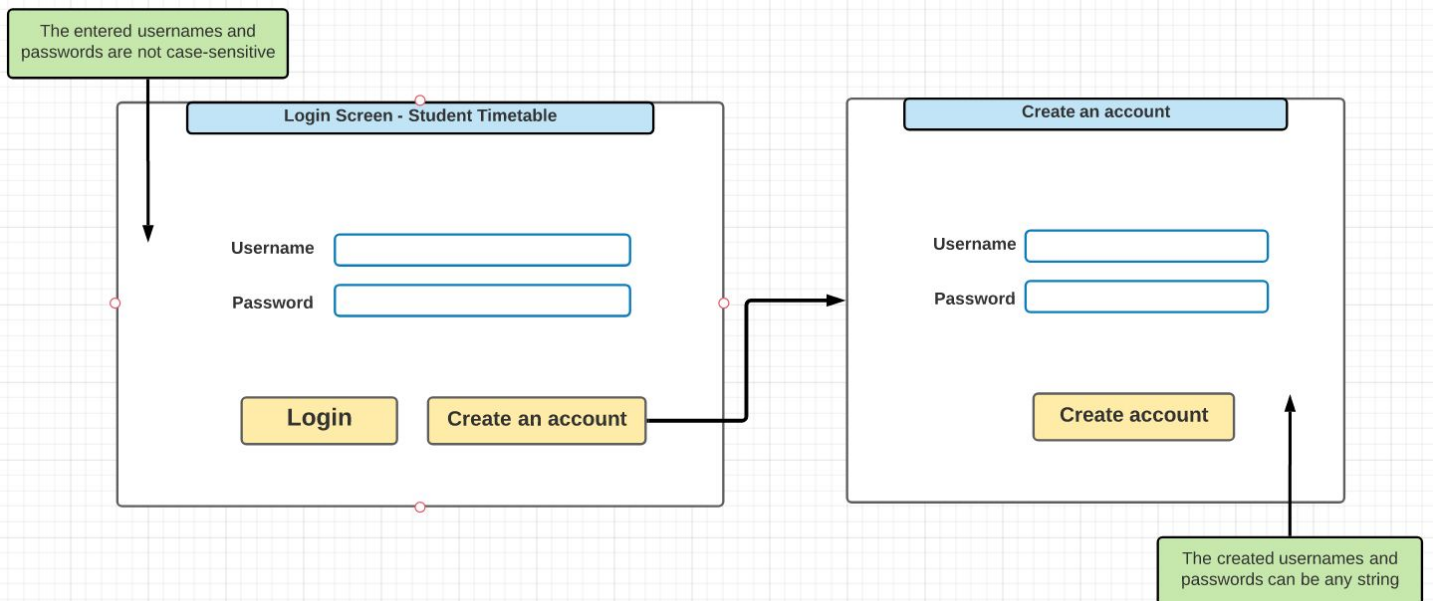 The entered usernames and
passwords are not case-sensitive
Login Screen - Student Timetable
Username
Password
Login
Create an account
Create an account
Username
Password
Create account
The created usernames and
passwords can be any string